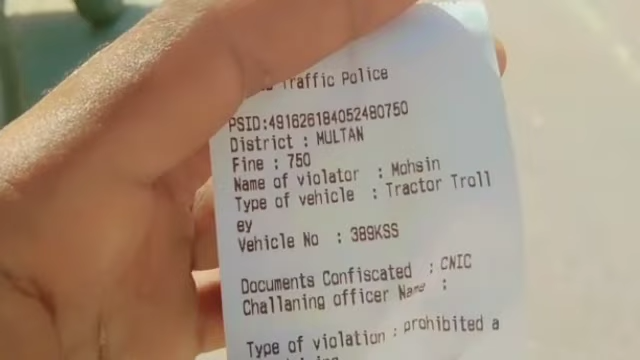 Traffic Police
PSID:491626184052480750
District : MULTAN
Fine : 750
Name of violator : Mohsin
Type of vehicle : Tractor Troll
ey
Vehicle No : 389KSS
Documents Confiscated : CNIC
Challaning officer Name :
Type of violation : prohibited a